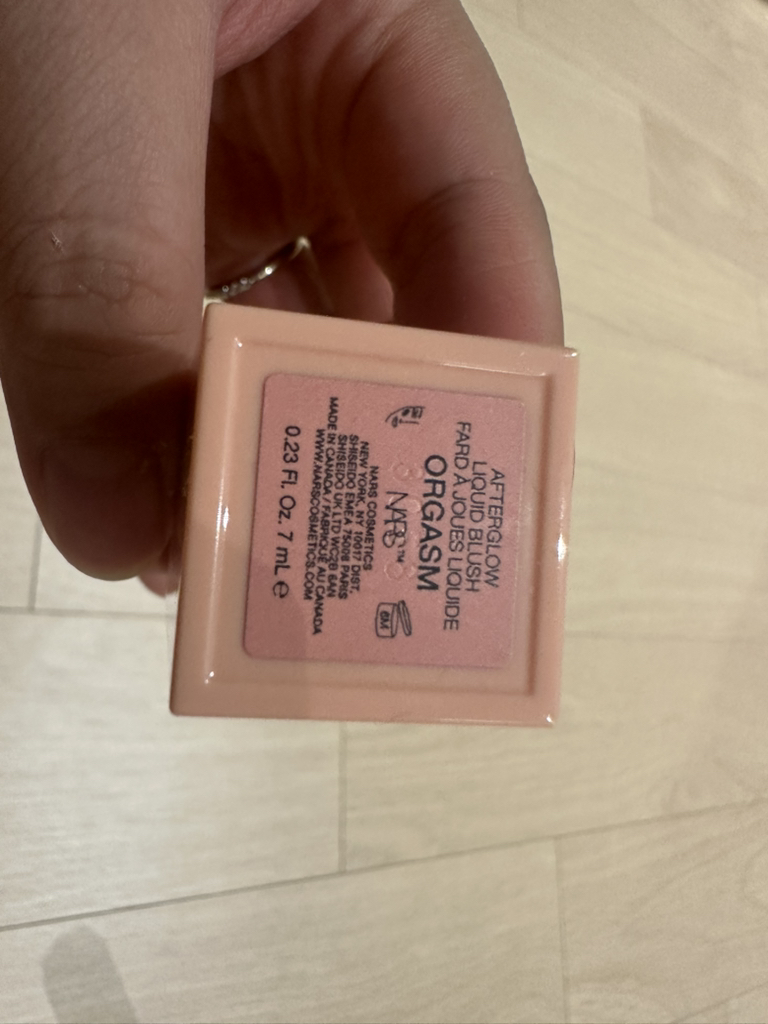 AFTERGLOW
LIQUID BLUSH
FARD À JOUES LIQUIDE
ORGASM
NARS™
6M
NARS COSMETICS
NEW YORK, NY 10017 DIST.
SHISEIDO EMEA 75008 PARIS
SHISEIDO UK LTD WC2B 6AN
MADE IN CANADA / FABRIQUÉ AU CANADA
WWW.NARSCOSMETICS.COM
0.23 Fl. Oz. 7 mL e